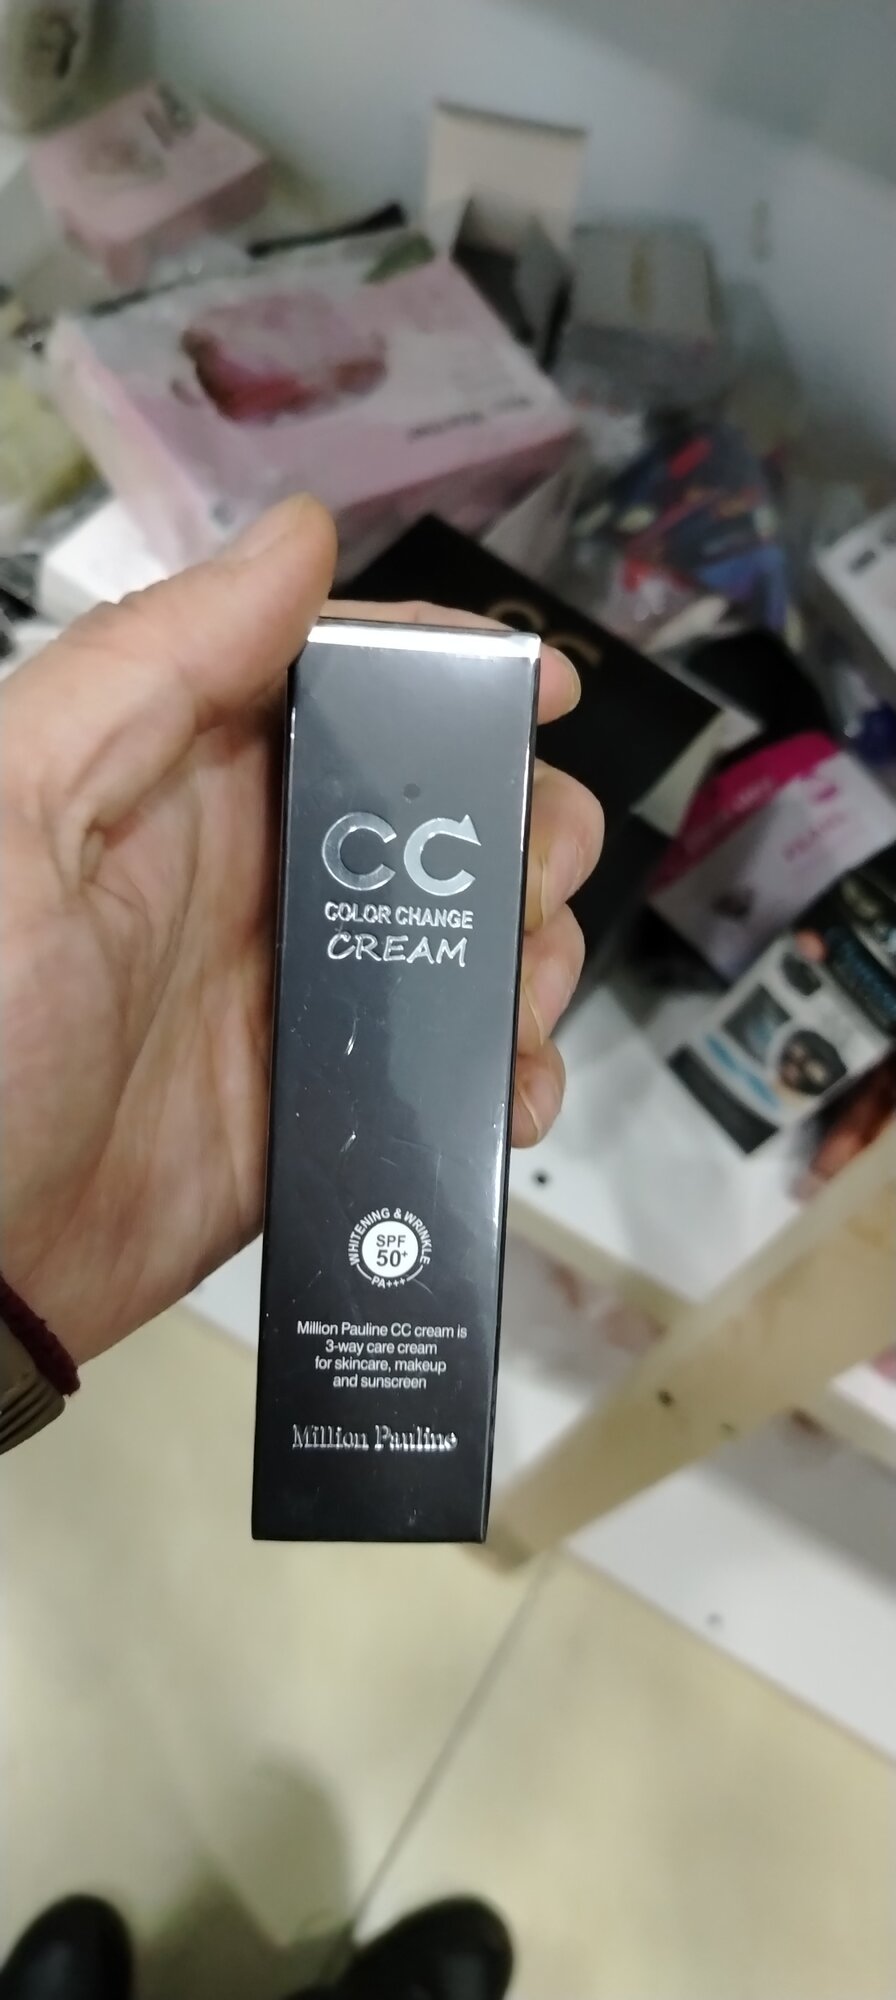 CC
COLOR CHANGE
CREAM
WHITENING & WRINKLE
SPF
50+
PA+++
Million Pauline CC cream is
3-way care cream
for skincare, makeup
and sunscreen
Million Pauline